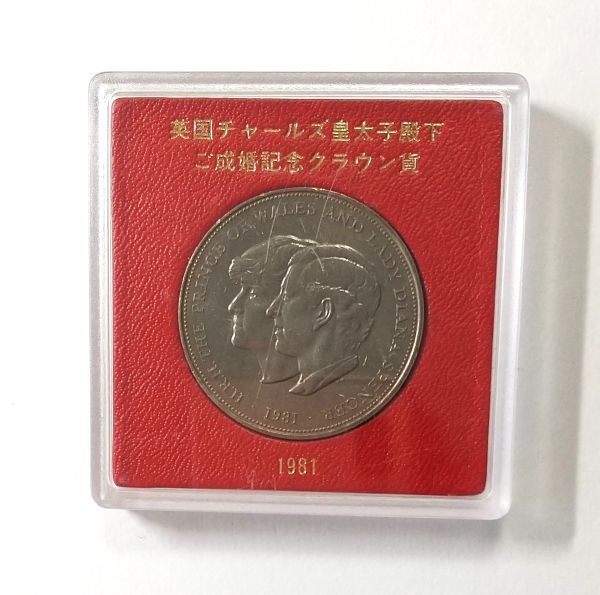 英国チャールズ皇太子殿下
ご成婚記念クラウン貨
H.R.H. THE PRINCE OF WALES AND LADY DIANA SPENCER
1981
1981